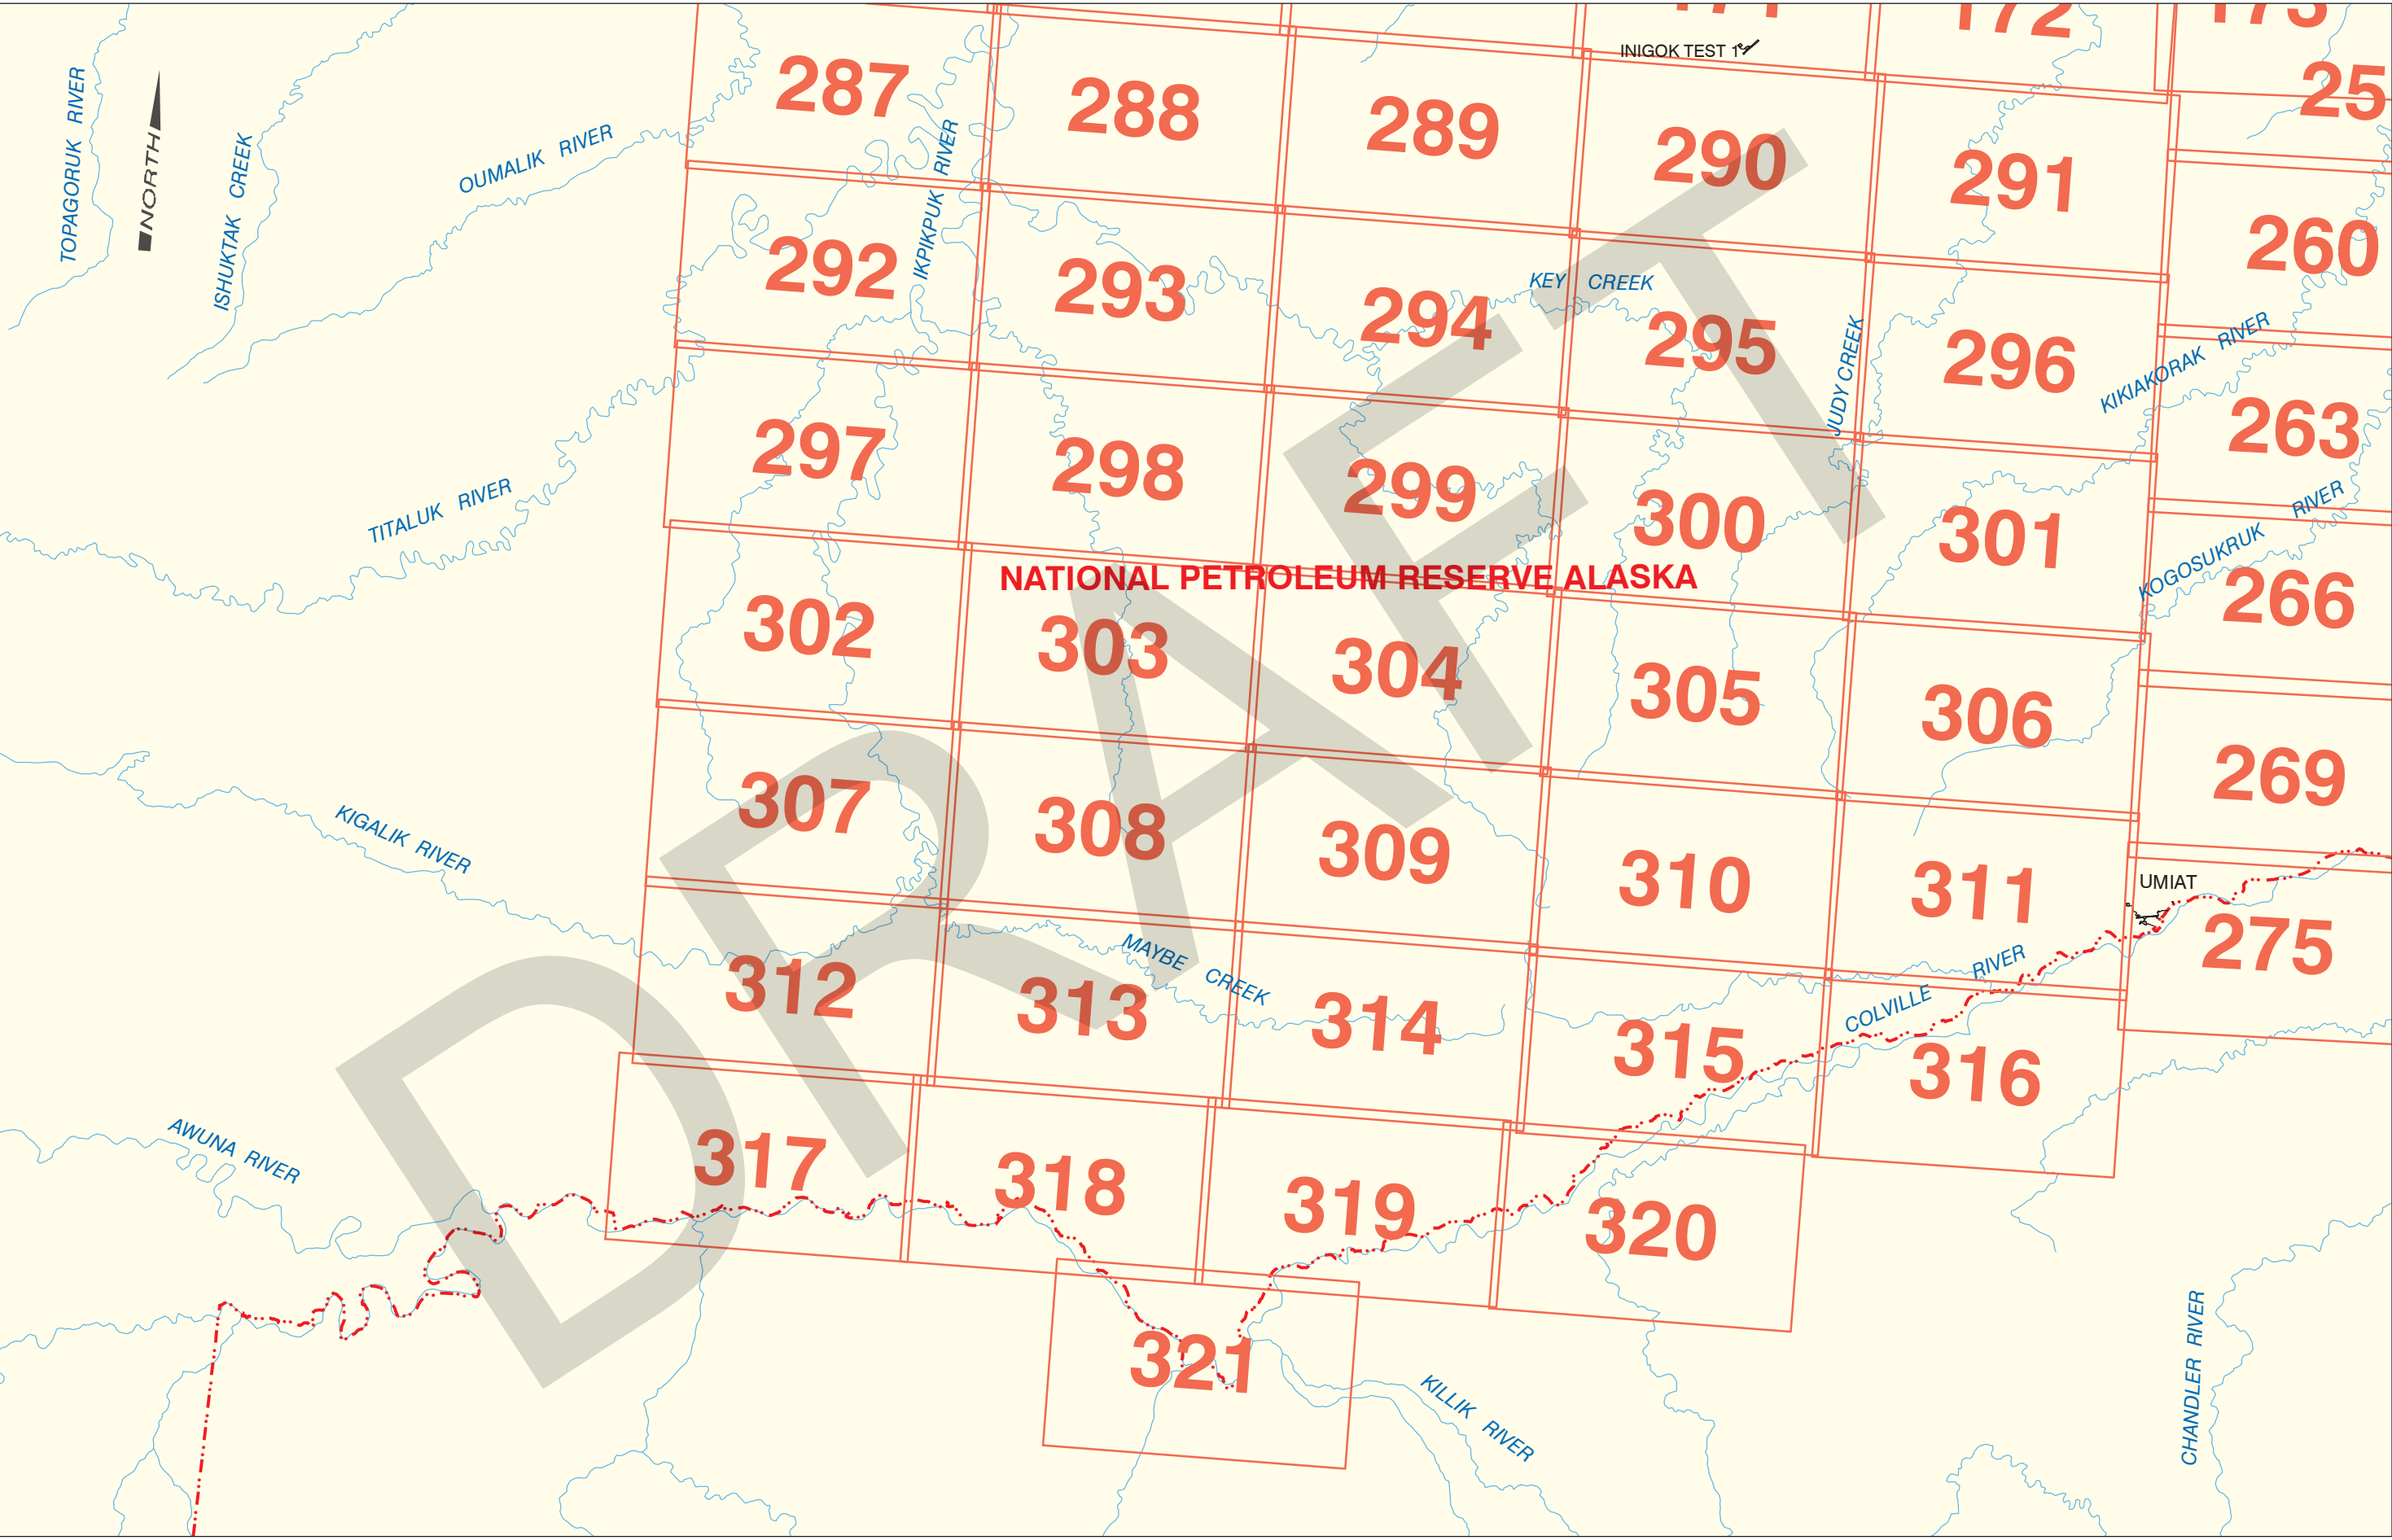 171
172
173
INIGOK TEST 1
287
288
289
290
291
25
TOPAGORUK RIVER
NORTH
ISHUKTAK CREEK
OUMALIK RIVER
IKPIKPUK RIVER
292
293
294
295
296
260
KEY CREEK
JUDY CREEK
KIKIAKORAK RIVER
297
298
299
300
301
263
TITALUK RIVER
KOGOSUKRUK RIVER
NATIONAL PETROLEUM RESERVE ALASKA
302
303
304
305
306
266
307
308
309
310
311
269
KIGALIK RIVER
UMIAT
312
313
314
315
316
275
MAYBE CREEK
COLVILLE RIVER
AWUNA RIVER
317
318
319
320
321
KILLIK RIVER
CHANDLER RIVER
DRAFT